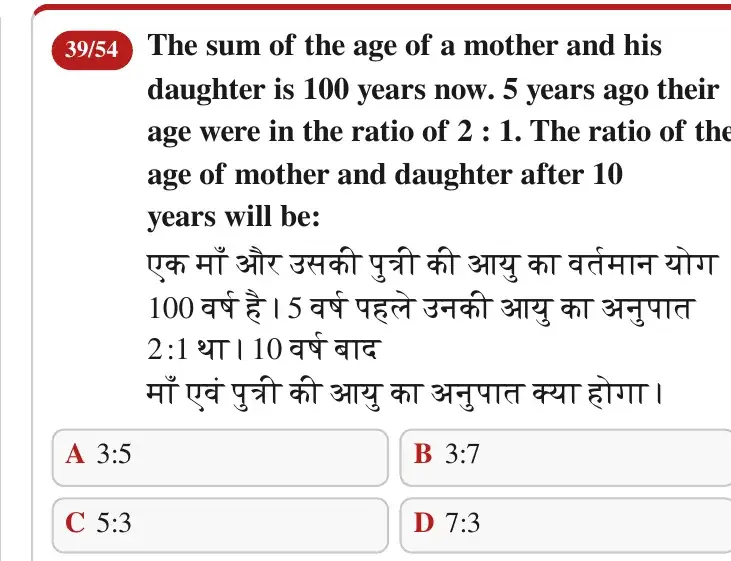 39/54 The sum of the age of a mother and his
daughter is 100 years now. 5 years ago their
age were in the ratio of 2 : 1. The ratio of the
age of mother and daughter after 10
years will be:
एक माँ और उसकी पुत्री की आयु का वर्तमान योग
100 वर्ष है। 5 वर्ष पहले उनकी आयु का अनुपात
2:1 था। 10 वर्ष बाद
माँ एवं पुत्री की आयु का अनुपात क्या होगा।
A 3:5
B 3:7
C 5:3
D 7:3